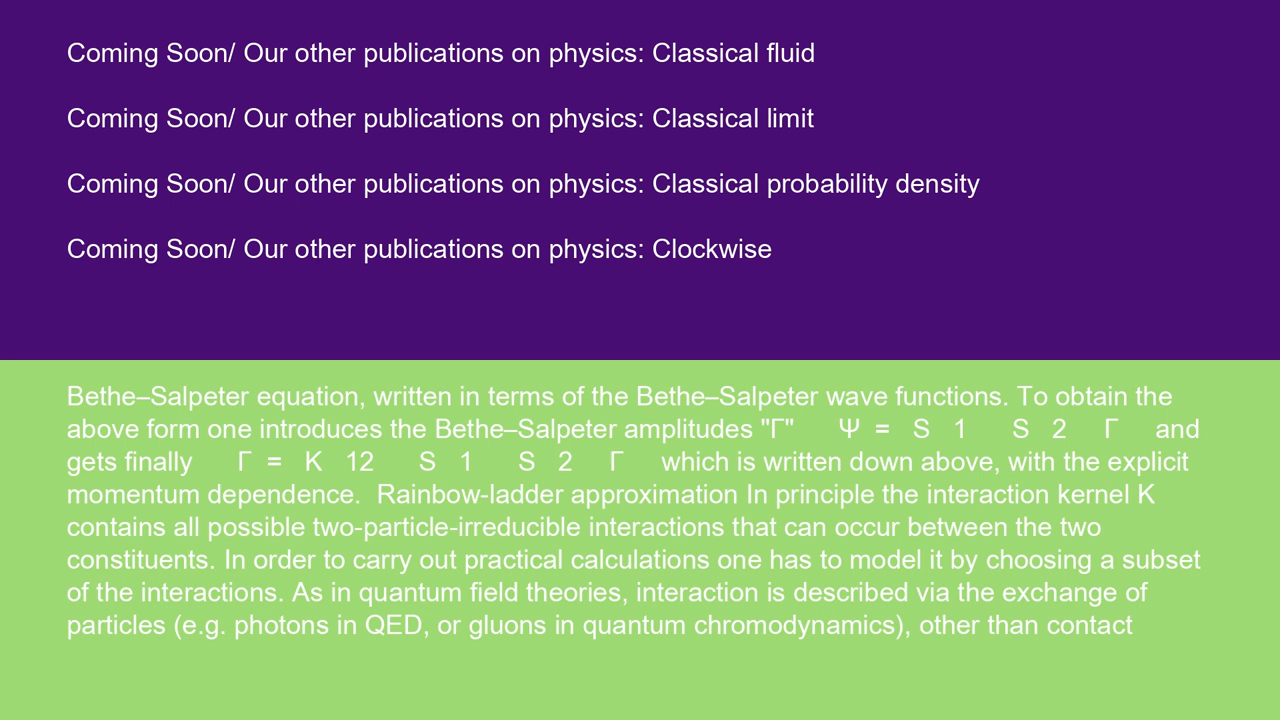 Coming Soon/ Our other publications on physics: Classical fluid
Coming Soon/ Our other publications on physics: Classical limit
Coming Soon/ Our other publications on physics: Classical probability density
Coming Soon/ Our other publications on physics: Clockwise
Bethe–Salpeter equation, written in terms of the Bethe–Salpeter wave functions. To obtain the
above form one introduces the Bethe–Salpeter amplitudes "Γ" Ψ = S 1 S 2 Γ and
gets finally Γ = K 12 S 1 S 2 Γ which is written down above, with the explicit
momentum dependence. Rainbow-ladder approximation In principle the interaction kernel K
contains all possible two-particle-irreducible interactions that can occur between the two
constituents. In order to carry out practical calculations one has to model it by choosing a subset
of the interactions. As in quantum field theories, interaction is described via the exchange of
particles (e.g. photons in QED, or gluons in quantum chromodynamics), other than contact